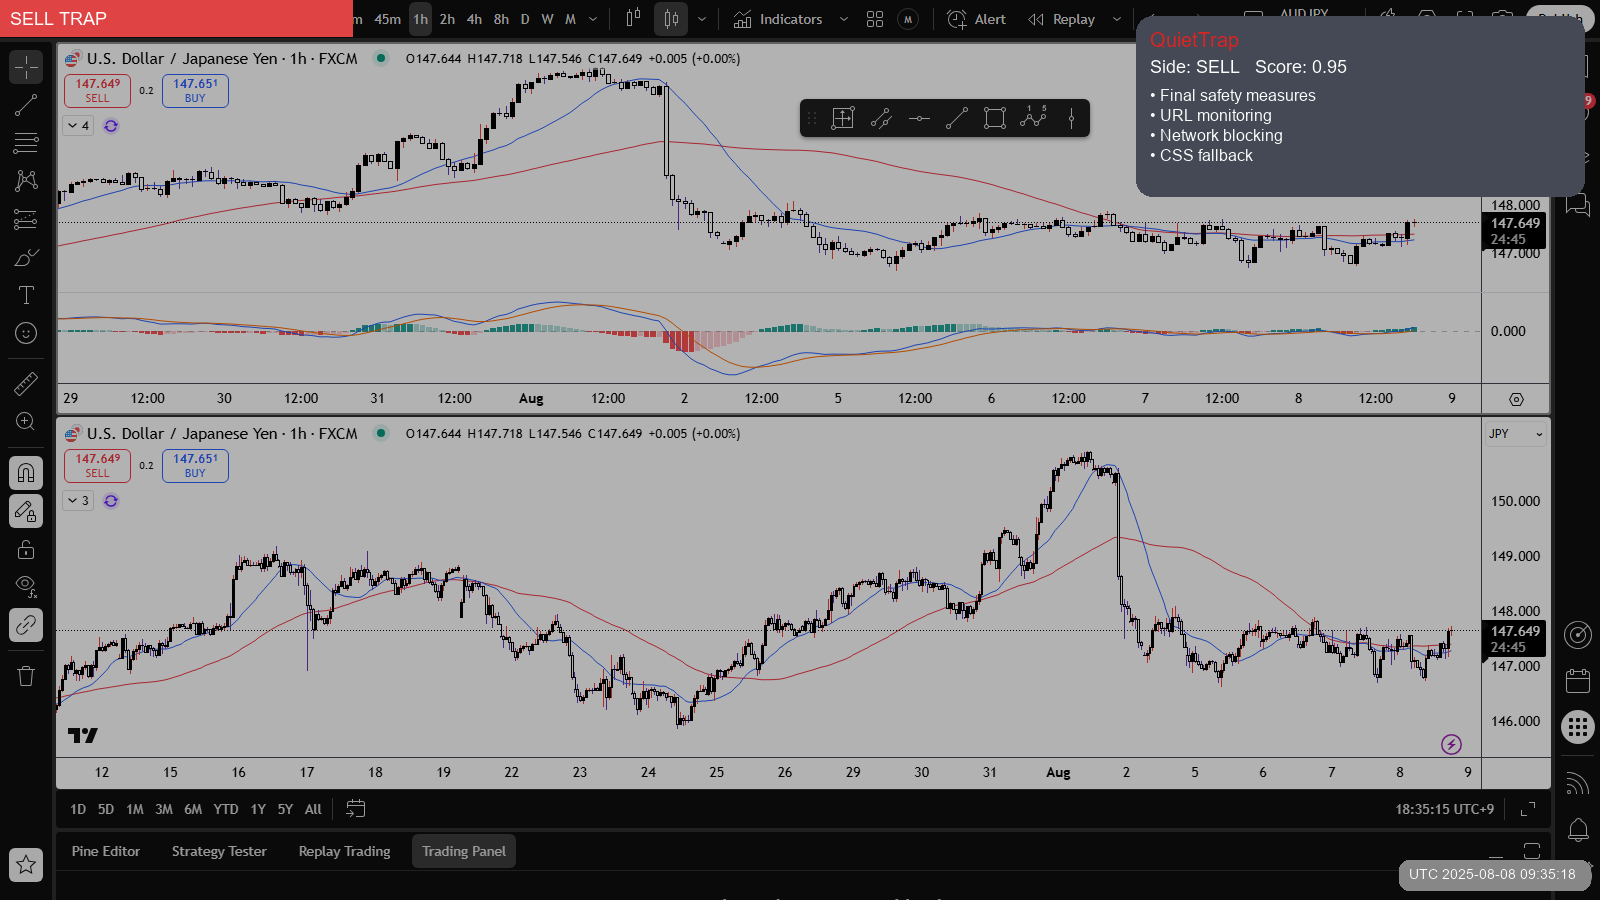 SELL TRAP
45m 1h 2h 4h 8h D W M
Indicators
Alert
Replay
QuietTrap
Side: SELL Score: 0.95
• Final safety measures
• URL monitoring
• Network blocking
• CSS fallback
U.S. Dollar / Japanese Yen · 1h · FXCM
O147.644 H147.718 L147.546 C147.649 +0.005 (+0.00%)
147.649
SELL
0.2
147.651
BUY
4
148.000
147.649
24:45
147.000
0.000
29 12:00 30 12:00 31 12:00 Aug 12:00 2 12:00 5 12:00 6 12:00 7 12:00 8 12:00 9
U.S. Dollar / Japanese Yen · 1h · FXCM
O147.644 H147.718 L147.546 C147.649 +0.005 (+0.00%)
JPY
147.649
SELL
0.2
147.651
BUY
3
150.000
149.000
148.000
147.649
24:45
147.000
146.000
12 15 16 17 18 19 22 23 24 25 26 29 30 31 Aug 2 5 6 7 8 9
1D 5D 1M 3M 6M YTD 1Y 5Y All
18:35:15 UTC+9
Pine Editor
Strategy Tester
Replay Trading
Trading Panel
UTC 2025-08-08 09:35:18